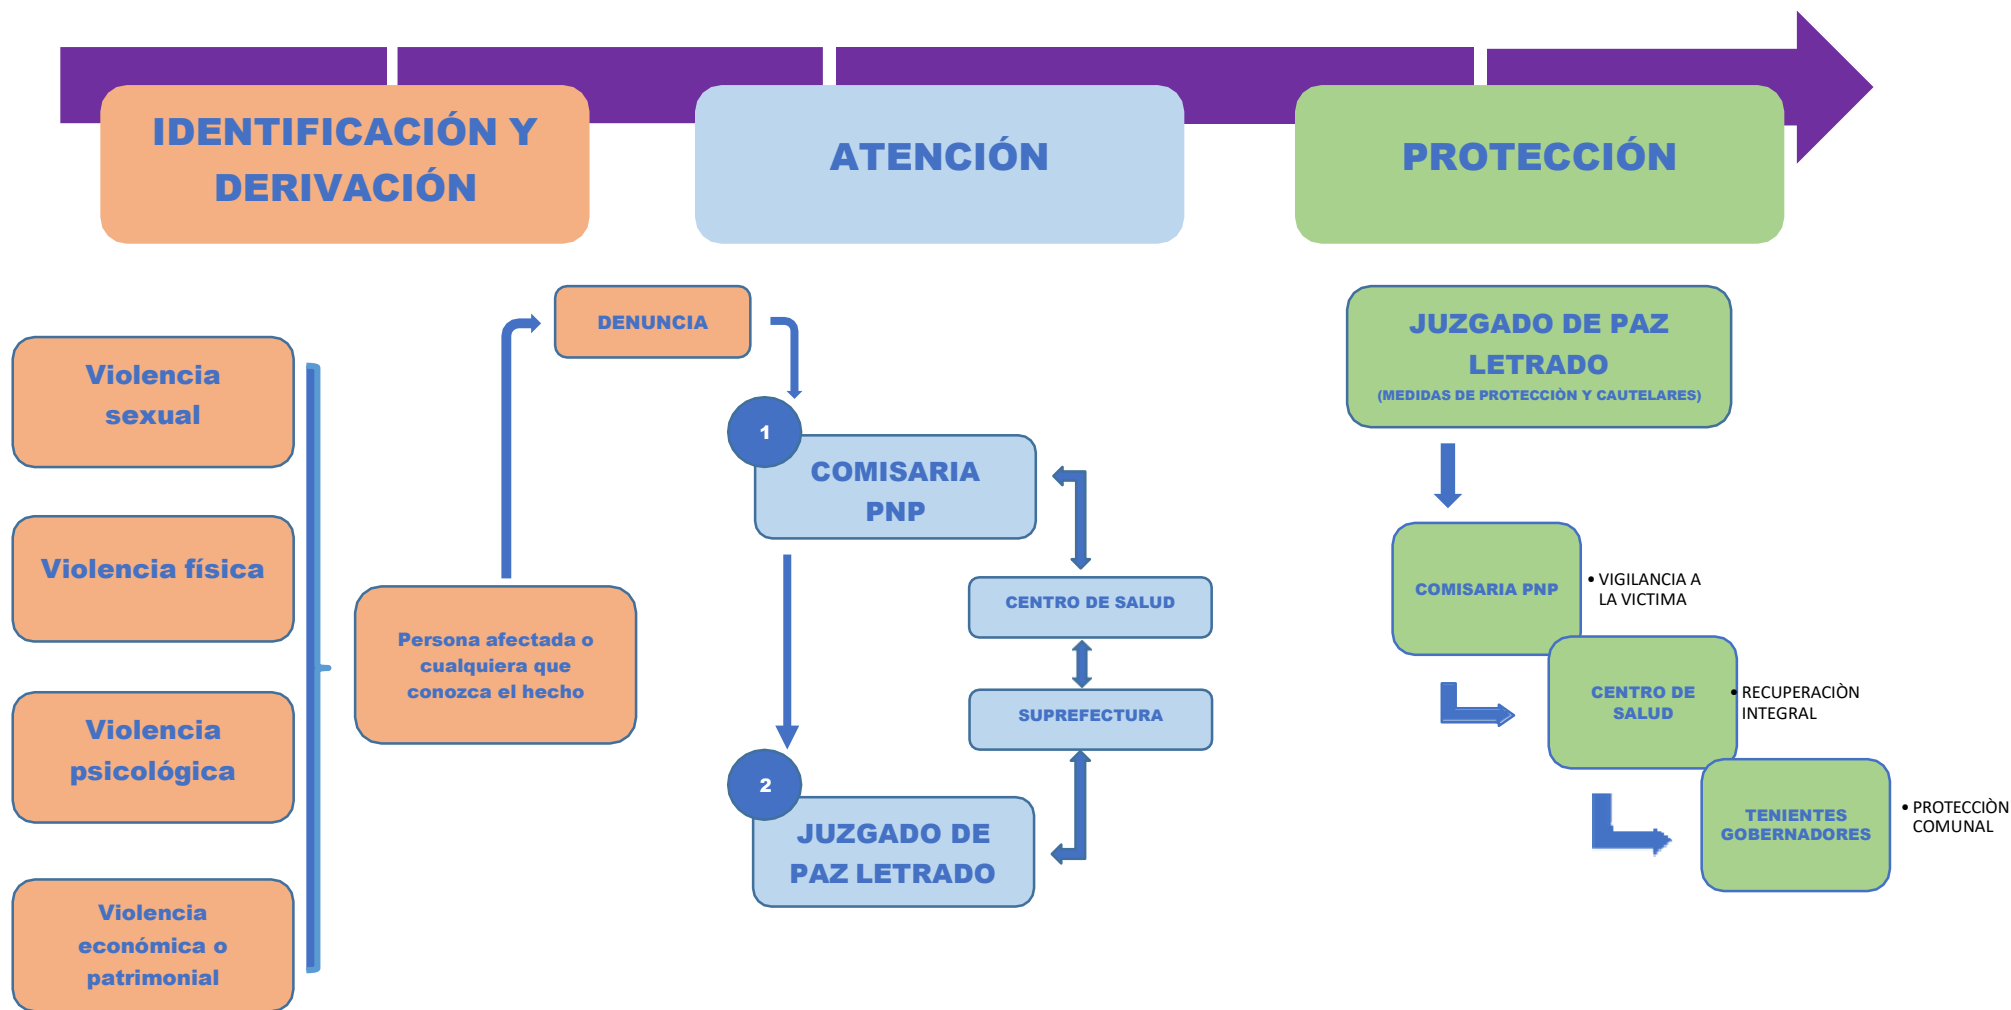 IDENTIFICACIÓN Y
DERIVACIÓN
ATENCIÓN
PROTECCIÓN
Violencia
sexual
Violencia física
Violencia
psicológica
Violencia
económica o
patrimonial
Persona afectada o
cualquiera que
conozca el hecho
DENUNCIA
1
COMISARIA
PNP
CENTRO DE SALUD
SUPREFECTURA
2
JUZGADO DE
PAZ LETRADO
JUZGADO DE PAZ
LETRADO
(MEDIDAS DE PROTECCIÒN Y CAUTELARES)
COMISARIA PNP
• VIGILANCIA A
LA VICTIMA
CENTRO DE
SALUD
• RECUPERACIÒN
INTEGRAL
TENIENTES
GOBERNADORES
• PROTECCIÒN
COMUNAL